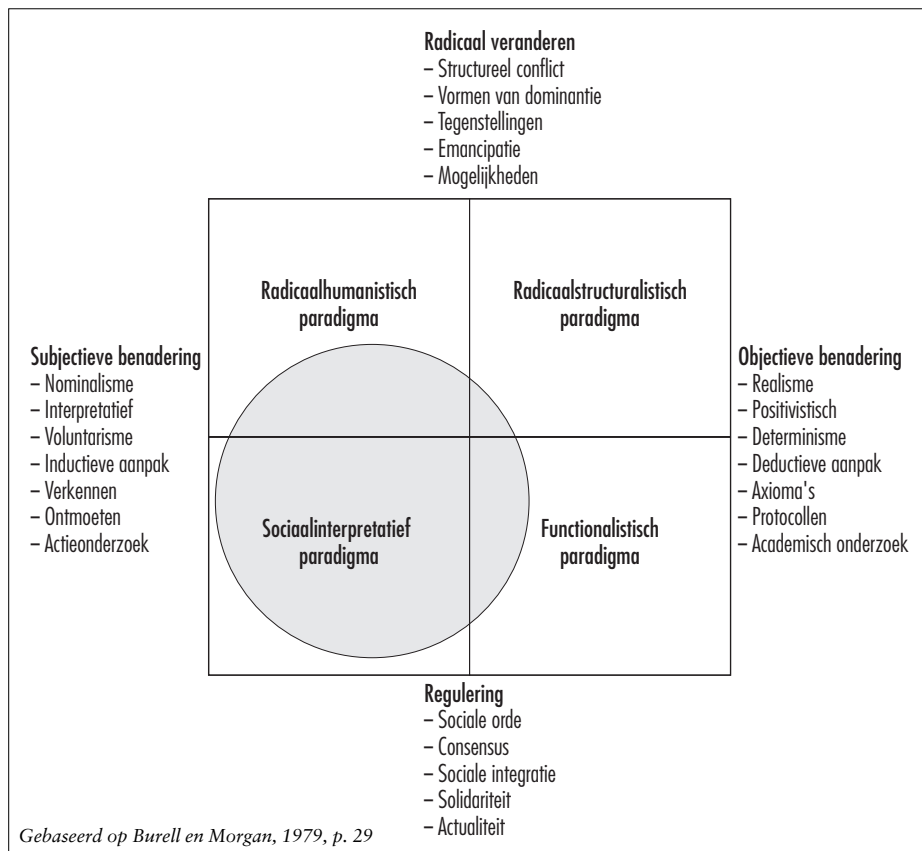 Radicaal veranderen
– Structureel conflict
– Vormen van dominantie
– Tegenstellingen
– Emancipatie
– Mogelijkheden
Radicaalhumanistisch
paradigma
Radicaalstructuralistisch
paradigma
Subjectieve benadering
– Nominalisme
– Interpretatief
– Voluntarisme
– Inductieve aanpak
– Verkennen
– Ontmoeten
– Actieonderzoek
Objectieve benadering
– Realisme
– Positivistisch
– Determinisme
– Deductieve aanpak
– Axioma's
– Protocollen
– Academisch onderzoek
Sociaalinterpretatief
paradigma
Functionalistisch
paradigma
Regulering
– Sociale orde
– Consensus
– Sociale integratie
– Solidariteit
– Actualiteit
Gebaseerd op Burell en Morgan, 1979, p. 29